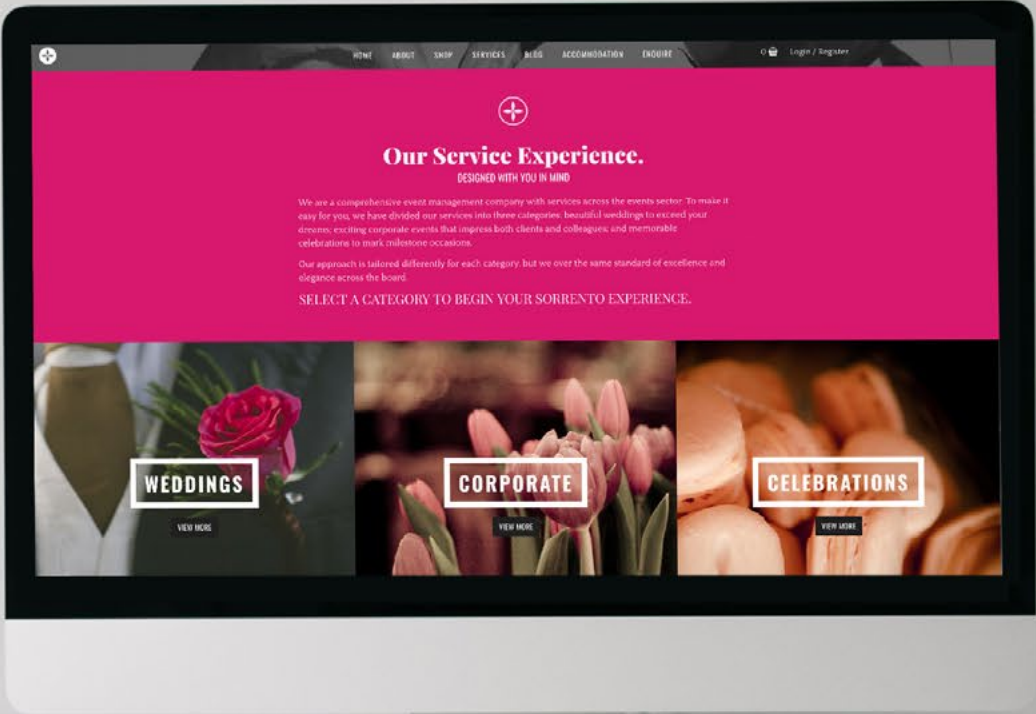 HOME ABOUT SHOP SERVICES BLOG ACCOMMODATION ENQUIRE 0 Login / Register
Our Service Experience.
DESIGNED WITH YOU IN MIND
We are a comprehensive event management company with services across the events sector. To make it
easy for you, we have divided our services into three categories: beautiful weddings to exceed your
dreams; exciting corporate events that impress both clients and colleagues; and memorable
celebrations to mark milestone occasions.
Our approach is tailored differently for each category, but we over the same standard of excellence and
elegance across the board.
SELECT A CATEGORY TO BEGIN YOUR SORRENTO EXPERIENCE.
WEDDINGS CORPORATE CELEBRATIONS
VIEW MORE VIEW MORE VIEW MORE